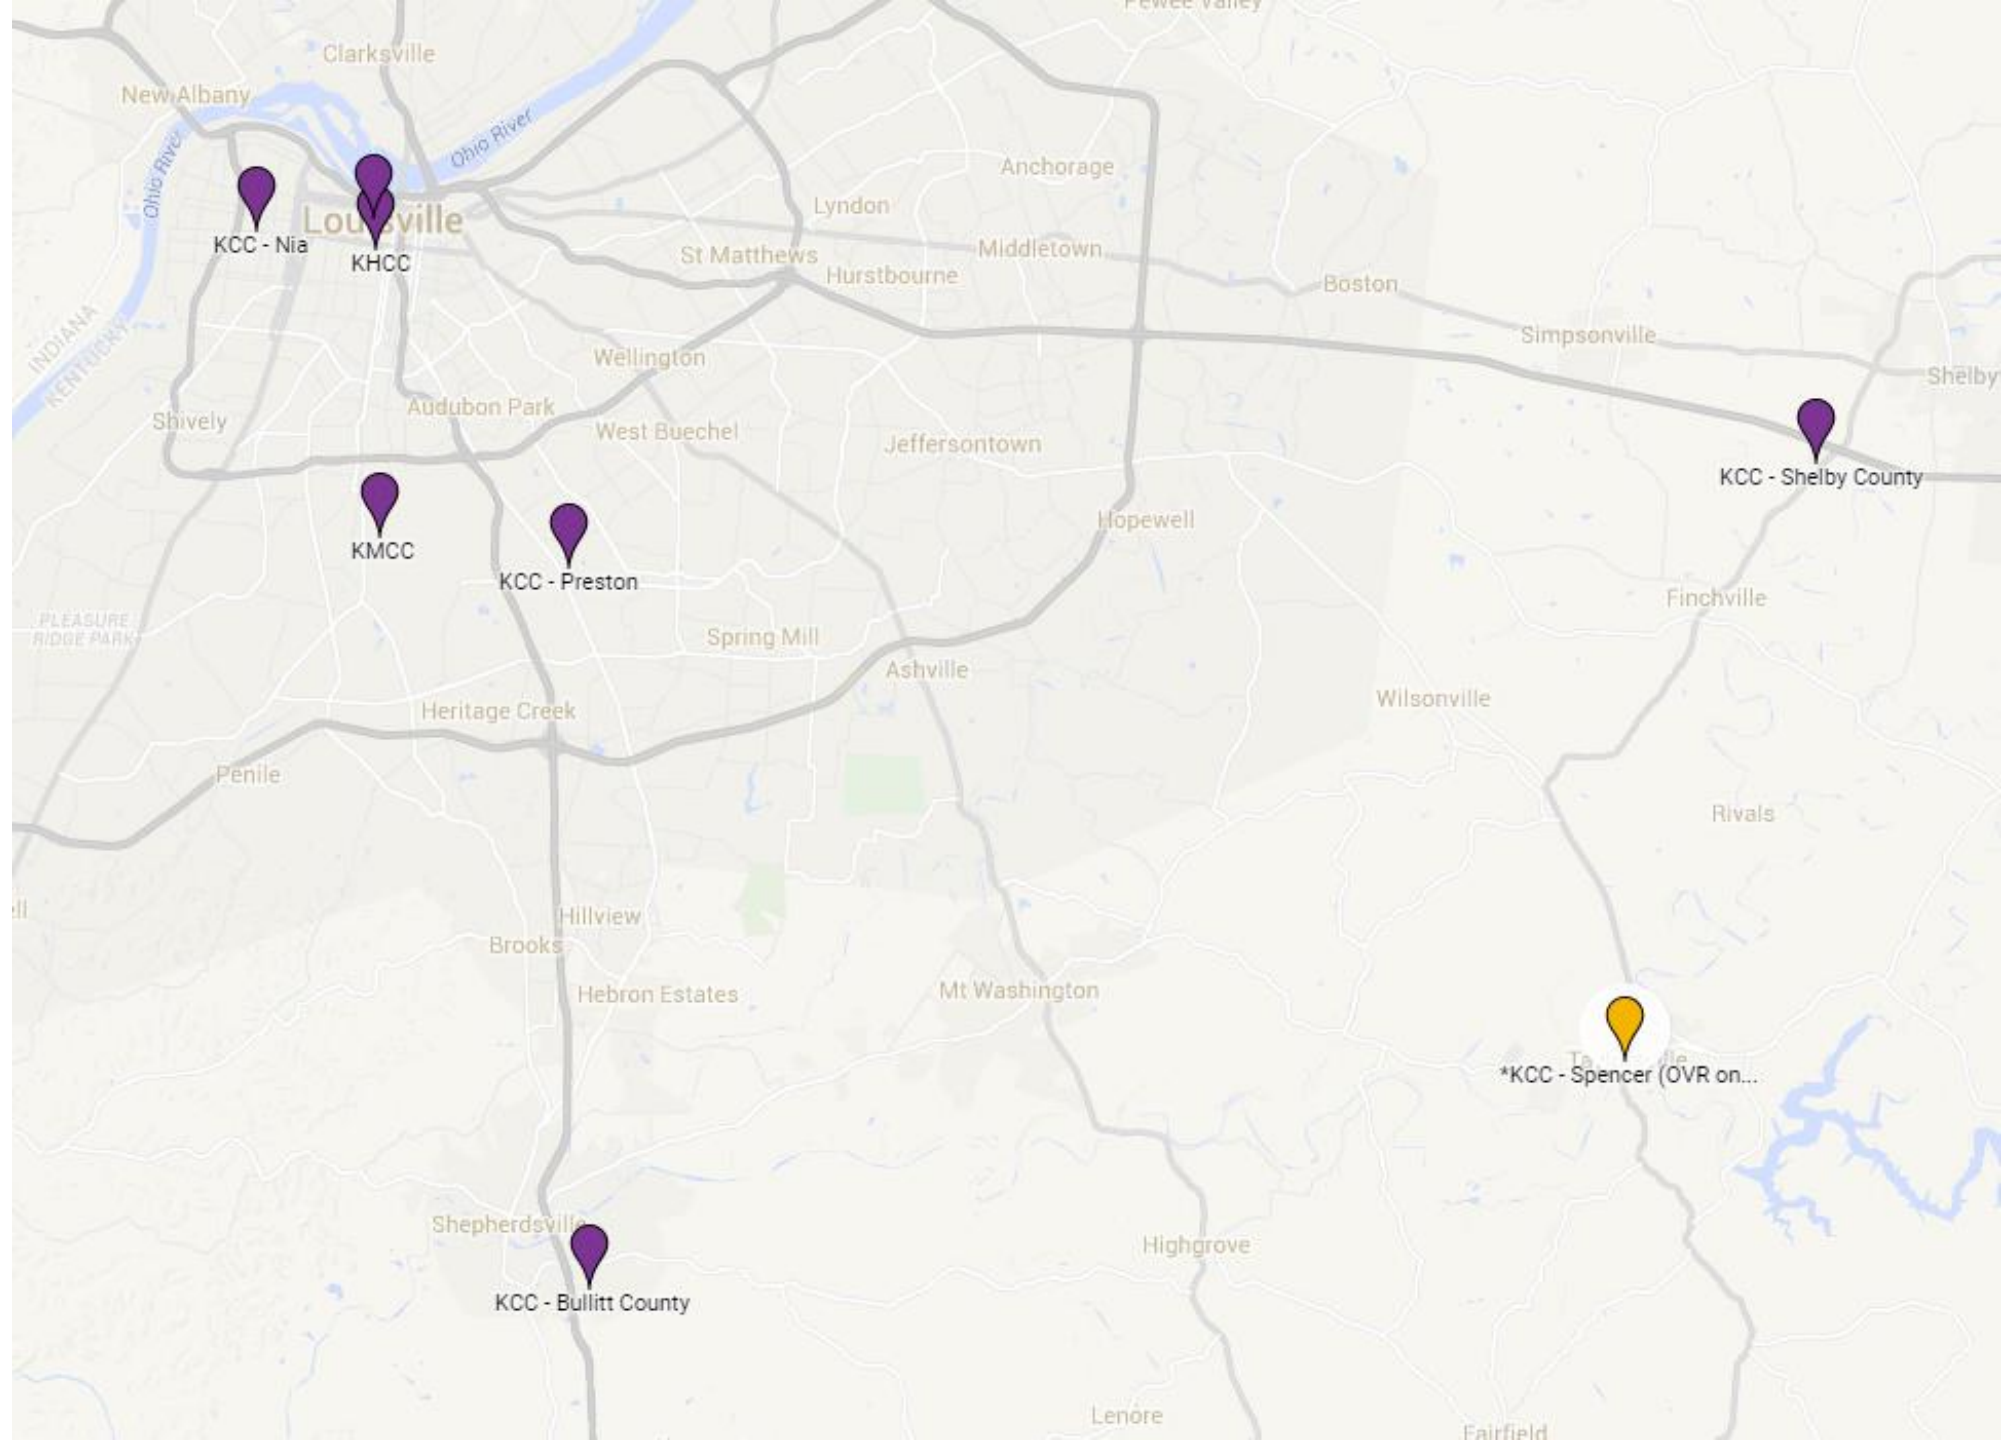 Pewee Valley
Clarksville
New Albany
Ohio River
Anchorage
Ohio River
Lyndon
Louisville
KCC - Nia
KHCC
St Matthews
Middletown
Hurstbourne
Boston
INDIANA
KENTUCKY
Simpsonville
Wellington
Shelby
Audubon Park
Shively
West Buechel
Jeffersontown
KCC - Shelby County
Hopewell
KMCC
KCC - Preston
Finchville
PLEASURE
RIDGE PARK
Spring Mill
Ashville
Wilsonville
Heritage Creek
Penile
Rivals
ell
Hillview
Brooks
Hebron Estates
Mt Washington
*KCC - Spencer (OVR on...
Shepherdsville
Highgrove
KCC - Bullitt County
Lenore
Fairfield